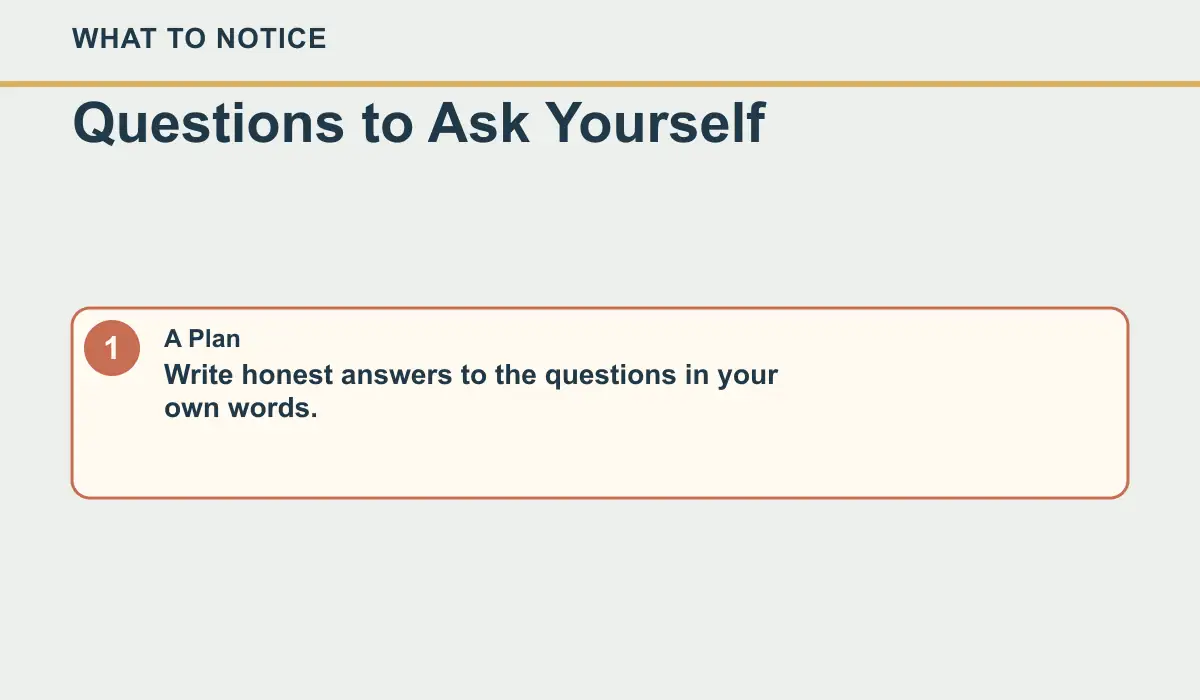 WHAT TO NOTICE
Questions to Ask Yourself
1
A Plan
Write honest answers to the questions in your
own words.